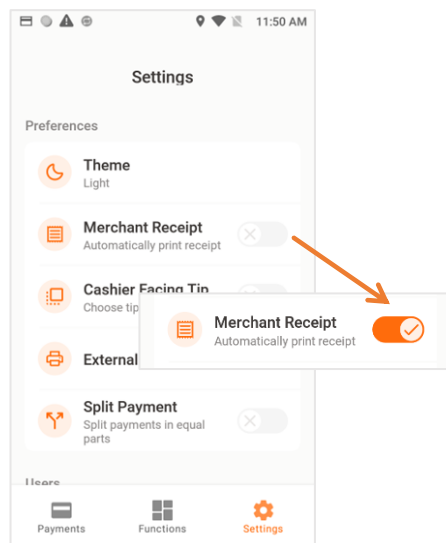 11:50 AM
Settings
Preferences
Theme
Light
Merchant Receipt
Automatically print receipt
Cashier Facing Tip
Choose tip
Merchant Receipt
Automatically print receipt
External
Split Payment
Split payments in equal
parts
Users
Payments
Functions
Settings